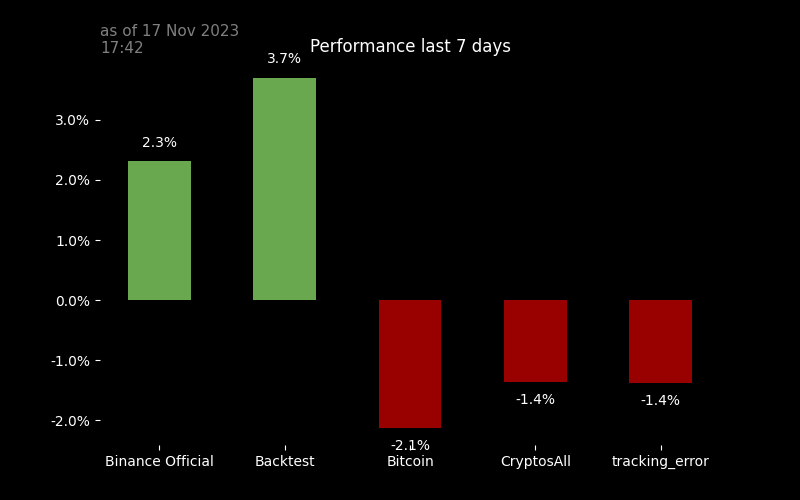 as of 17 Nov 2023
17:42
Performance last 7 days
3.7%
3.0%
2.3%
2.0%
1.0%
0.0%
-1.0%
-1.4%
-1.4%
-2.0%
-2.1%
Binance Official
Backtest
Bitcoin
CryptosAll
tracking_error